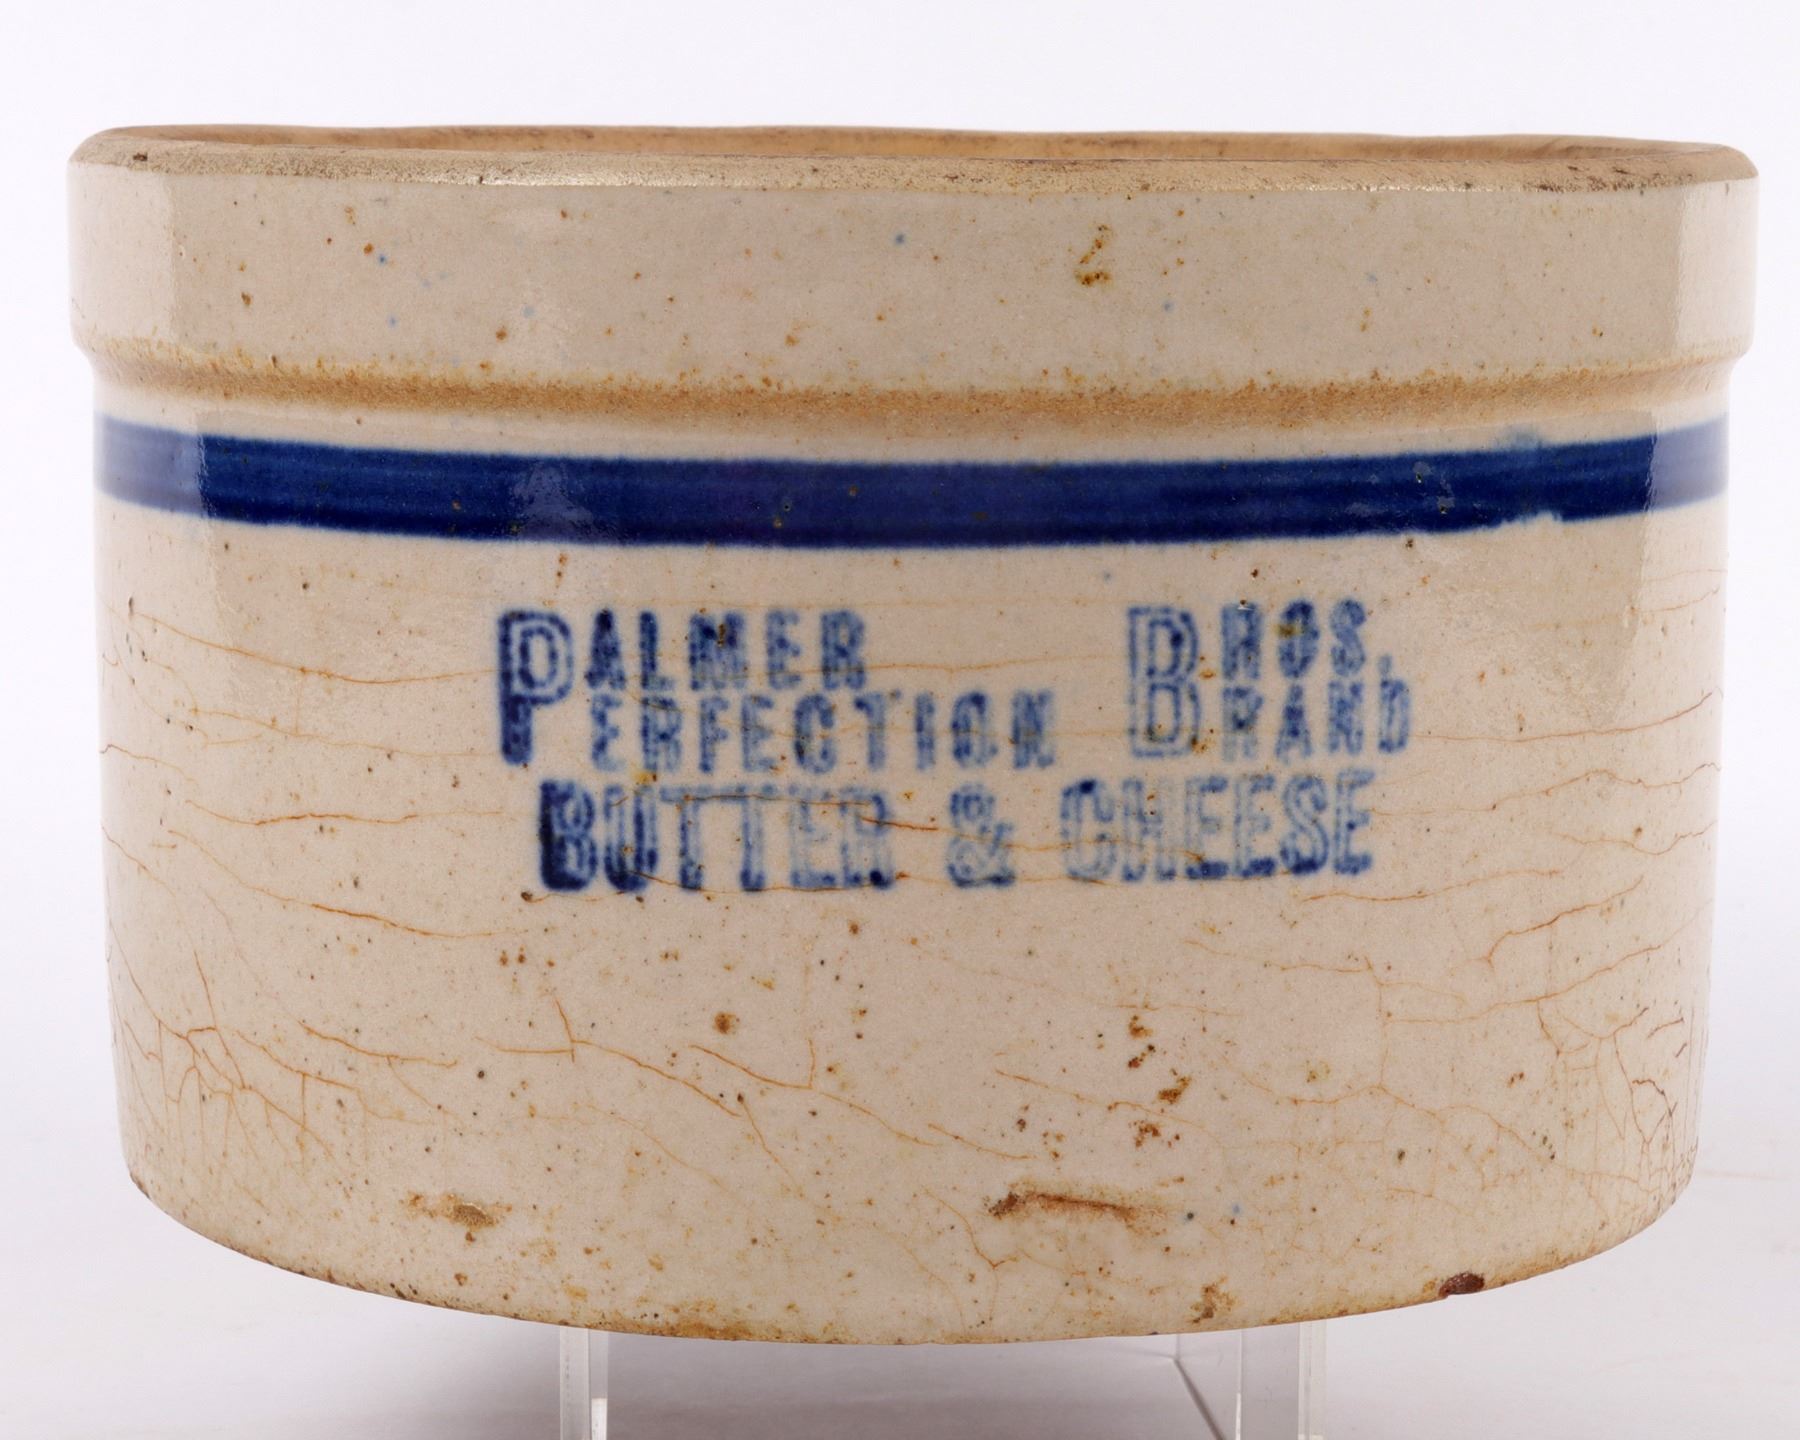 PALMER BROS.
PERFECTION BRAND
BUTTER & CHEESE